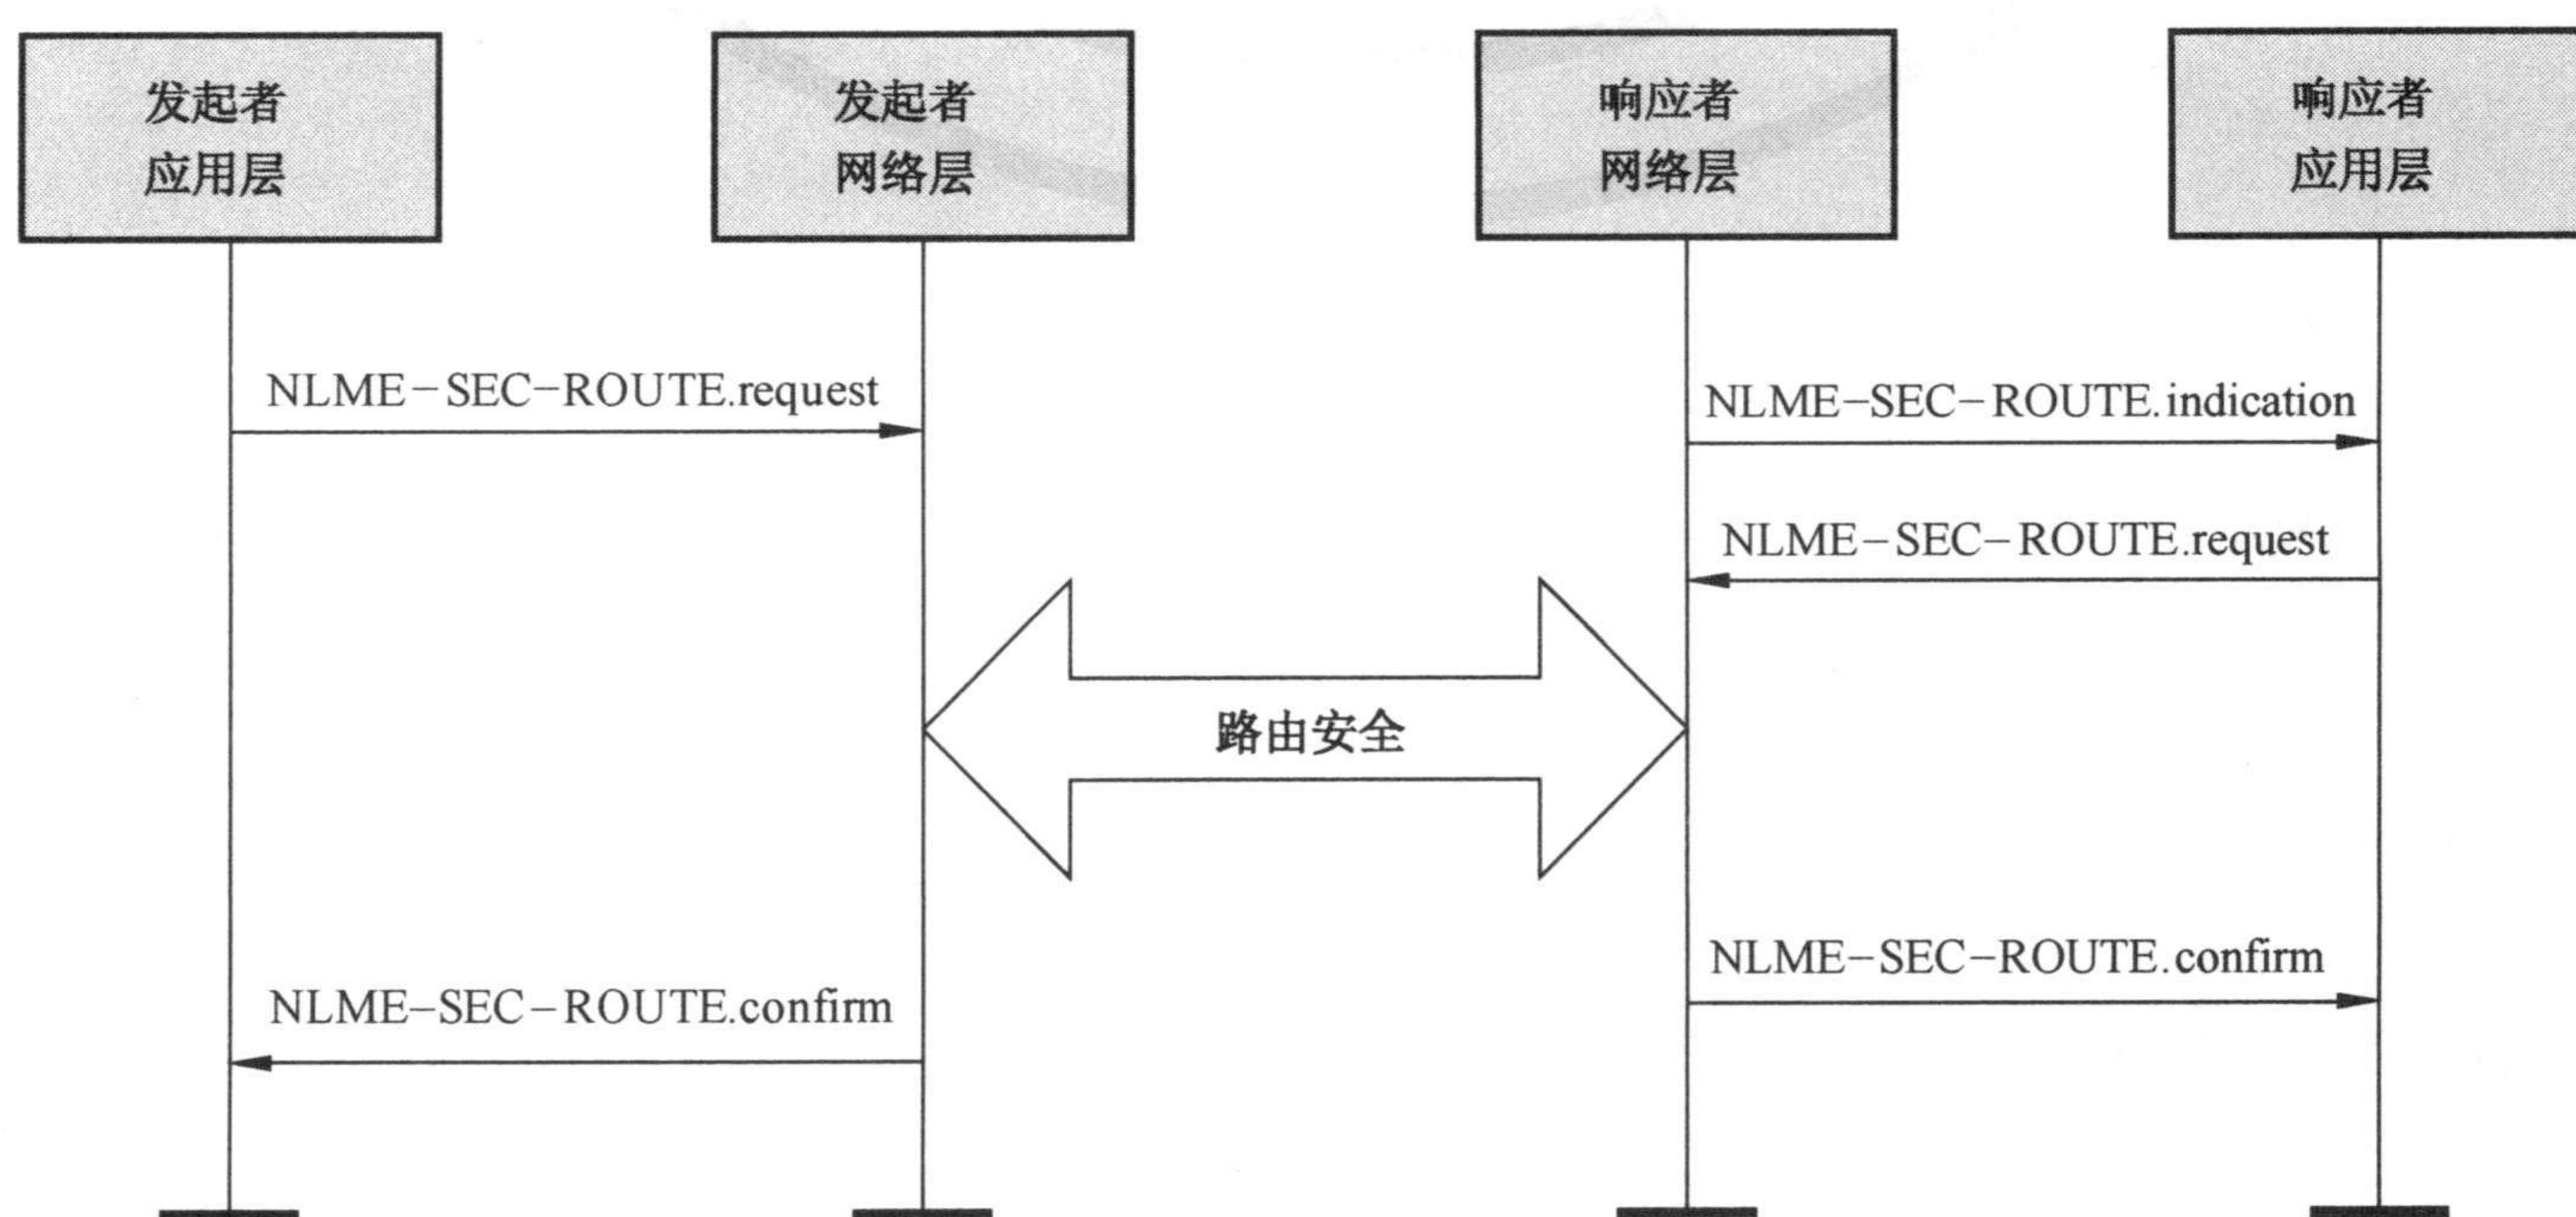 发起者
应用层
发起者
网络层
响应者
网络层
响应者
应用层
NLME-SEC-ROUTE.request
NLME-SEC-ROUTE.indication
NLME-SEC-ROUTE.request
路由安全
NLME-SEC-ROUTE.confirm
NLME-SEC-ROUTE.confirm